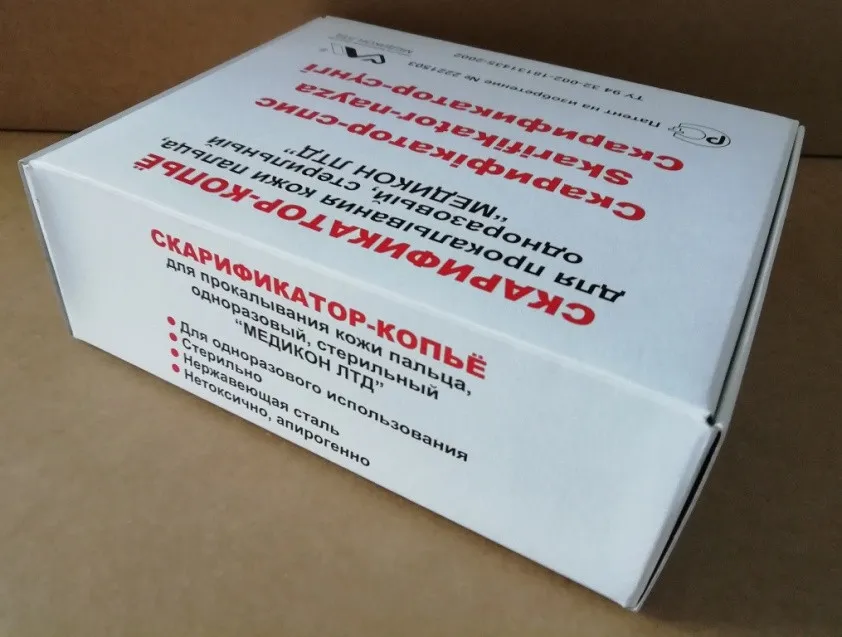 СКАРИФИКАТОР-КОПЬЁ
для прокалывания кожи пальца,
одноразовый, стерильный
“МЕДИКОН ЛТД”
Скарифікатор-спис
Skarifikator-nayza
Скарификатор-сүнгі
Патент на изобретение № 2221503
ТУ 94 32-002-18131435-2002
СКАРИФИКАТОР-КОПЬЁ
для прокалывания кожи пальца,
одноразовый, стерильный
“МЕДИКОН ЛТД”
• Для одноразового использования
• Стерильно
• Нержавеющая сталь
• Нетоксично, апирогенно